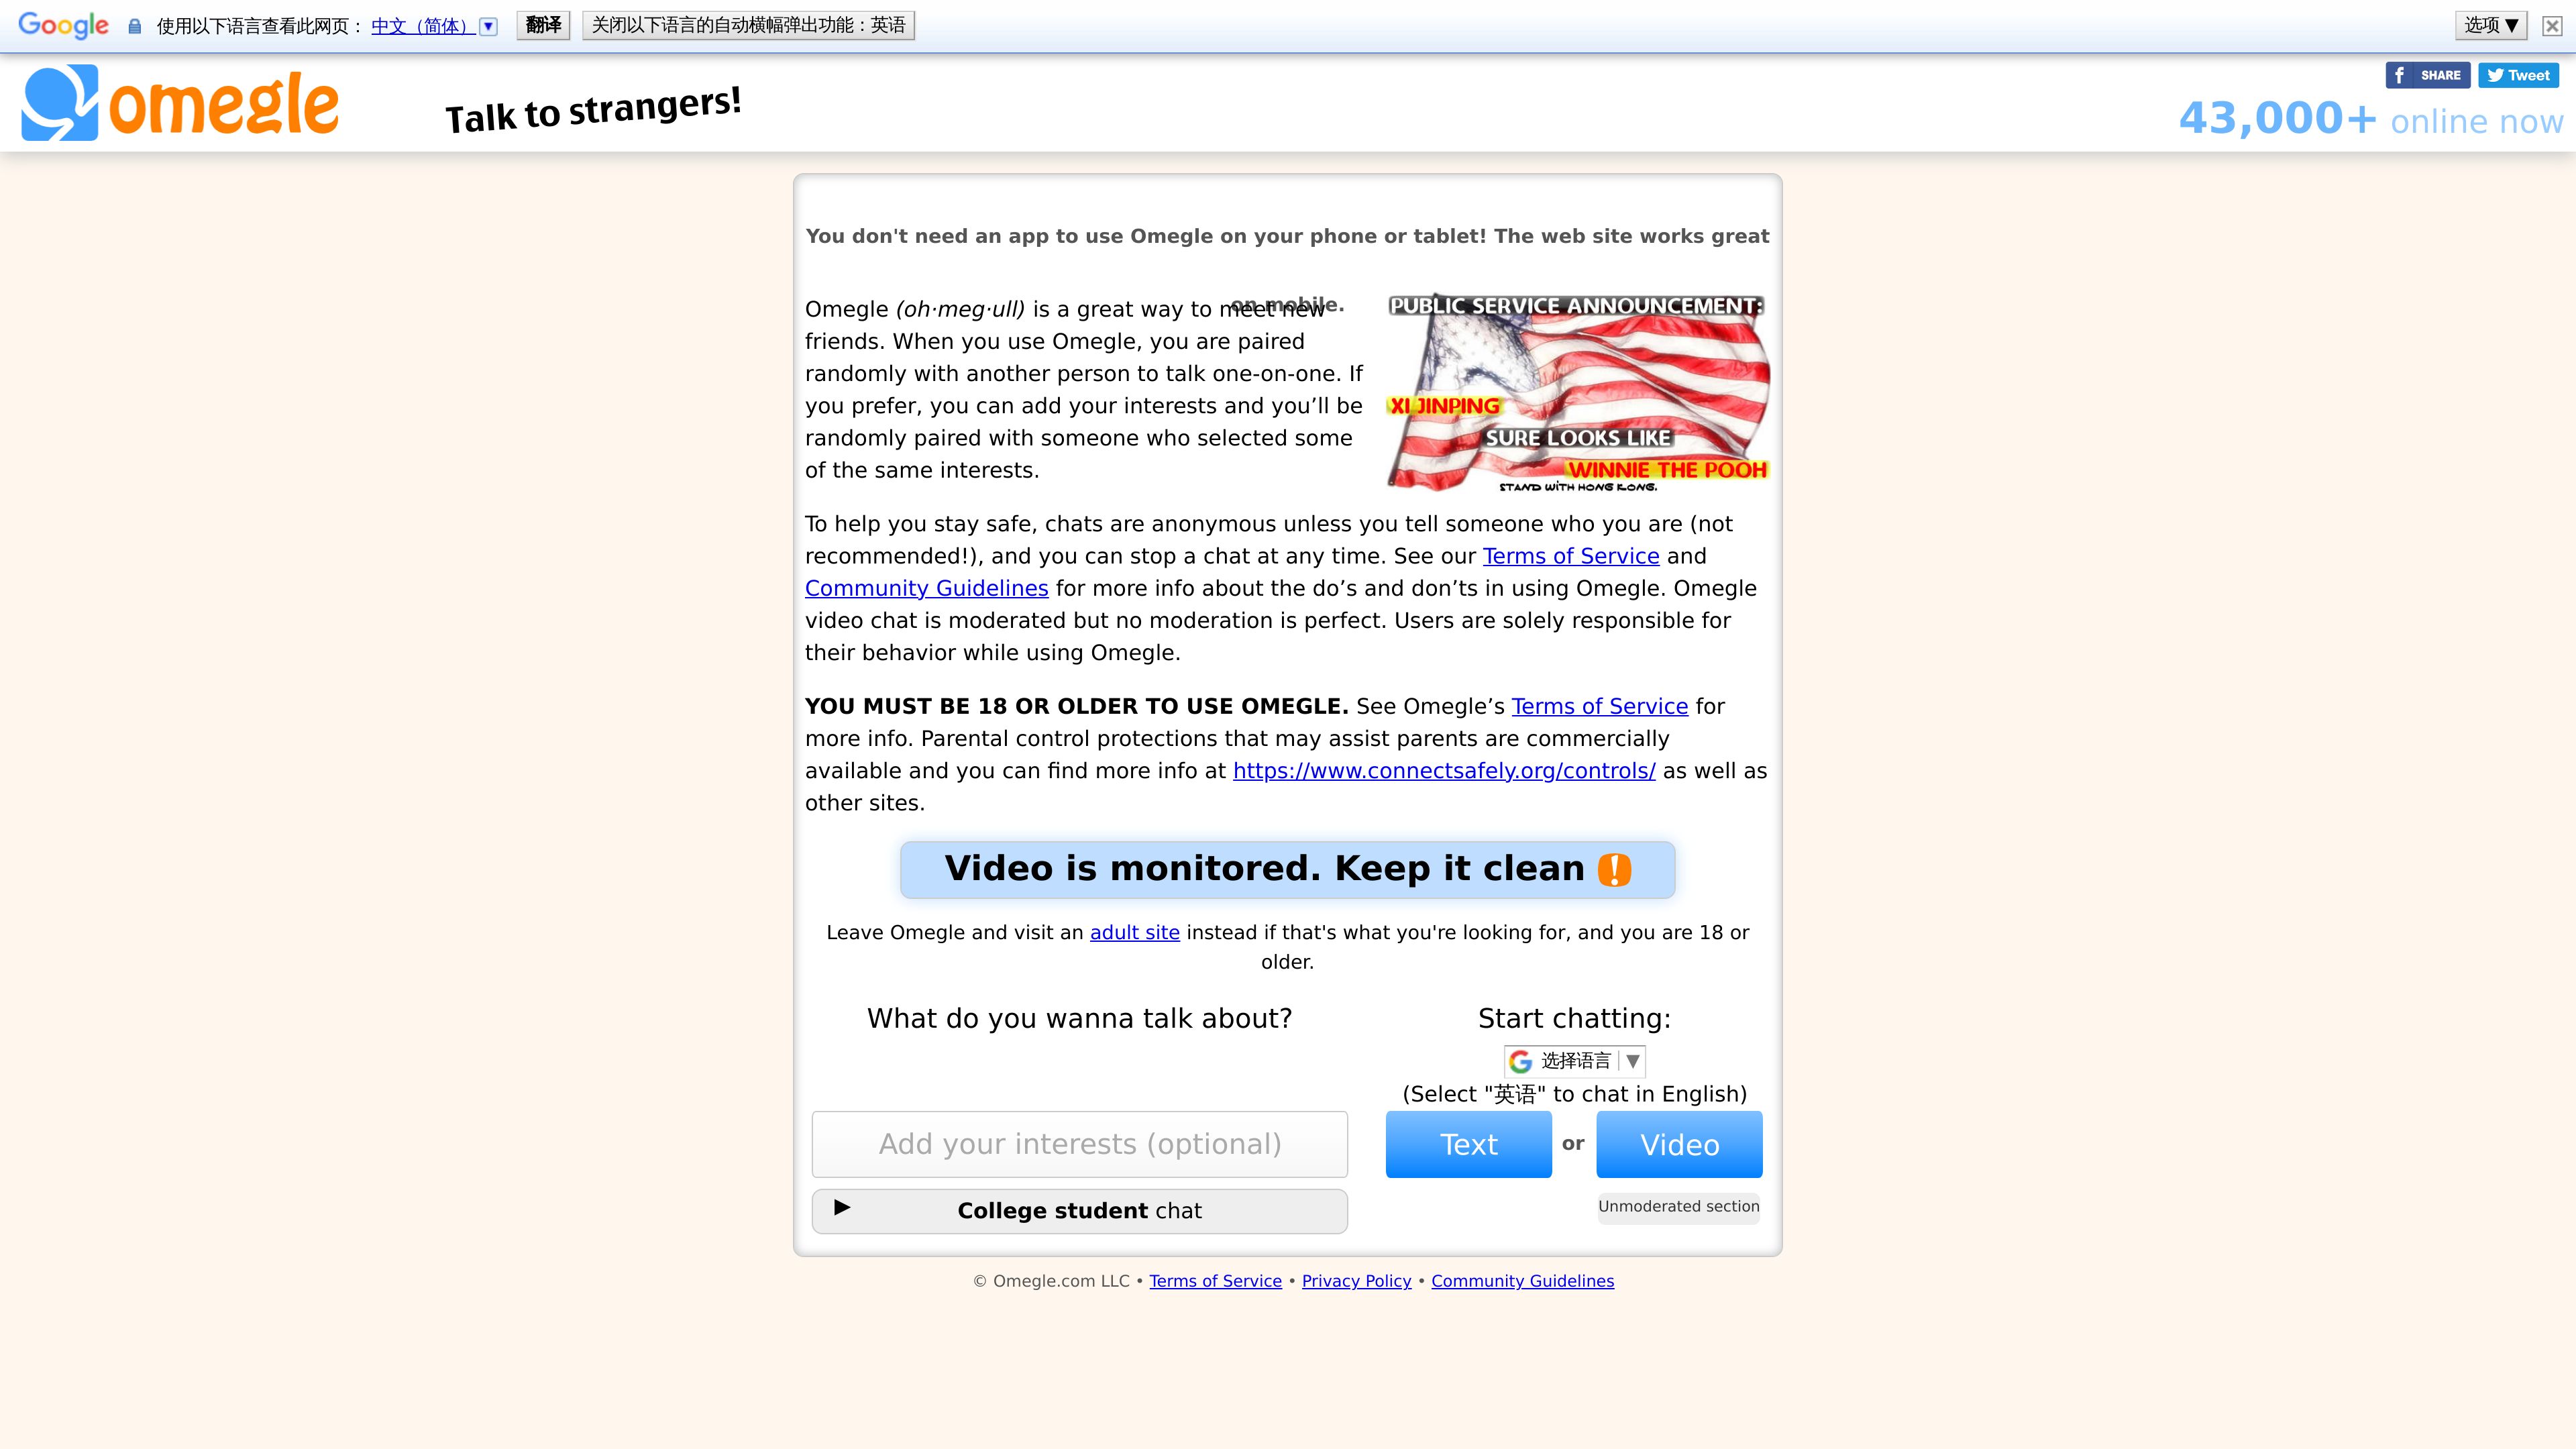 Google 使用以下语言查看此网页： 中文（简体） ▼ 翻译 关闭以下语言的自动横幅弹出功能：英语 选项 ▼
omegle Talk to strangers! f SHARE Tweet
43,000+ online now
You don't need an app to use Omegle on your phone or tablet! The web site works great
on mobile.
Omegle (oh·meg·ull) is a great way to meet new
friends. When you use Omegle, you are paired
randomly with another person to talk one-on-one. If
you prefer, you can add your interests and you’ll be
randomly paired with someone who selected some
of the same interests.
PUBLIC SERVICE ANNOUNCEMENT:
XI JINPING
SURE LOOKS LIKE
WINNIE THE POOH
STAND WITH HONG KONG.
To help you stay safe, chats are anonymous unless you tell someone who you are (not
recommended!), and you can stop a chat at any time. See our Terms of Service and
Community Guidelines for more info about the do’s and don’ts in using Omegle. Omegle
video chat is moderated but no moderation is perfect. Users are solely responsible for
their behavior while using Omegle.
YOU MUST BE 18 OR OLDER TO USE OMEGLE. See Omegle’s Terms of Service for
more info. Parental control protections that may assist parents are commercially
available and you can find more info at https://www.connectsafely.org/controls/ as well as
other sites.
Video is monitored. Keep it clean !
Leave Omegle and visit an adult site instead if that's what you're looking for, and you are 18 or
older.
What do you wanna talk about? Start chatting:
G 选择语言 ▼
(Select "英语" to chat in English)
Add your interests (optional) Text or Video
▶ College student chat Unmoderated section
© Omegle.com LLC • Terms of Service • Privacy Policy • Community Guidelines